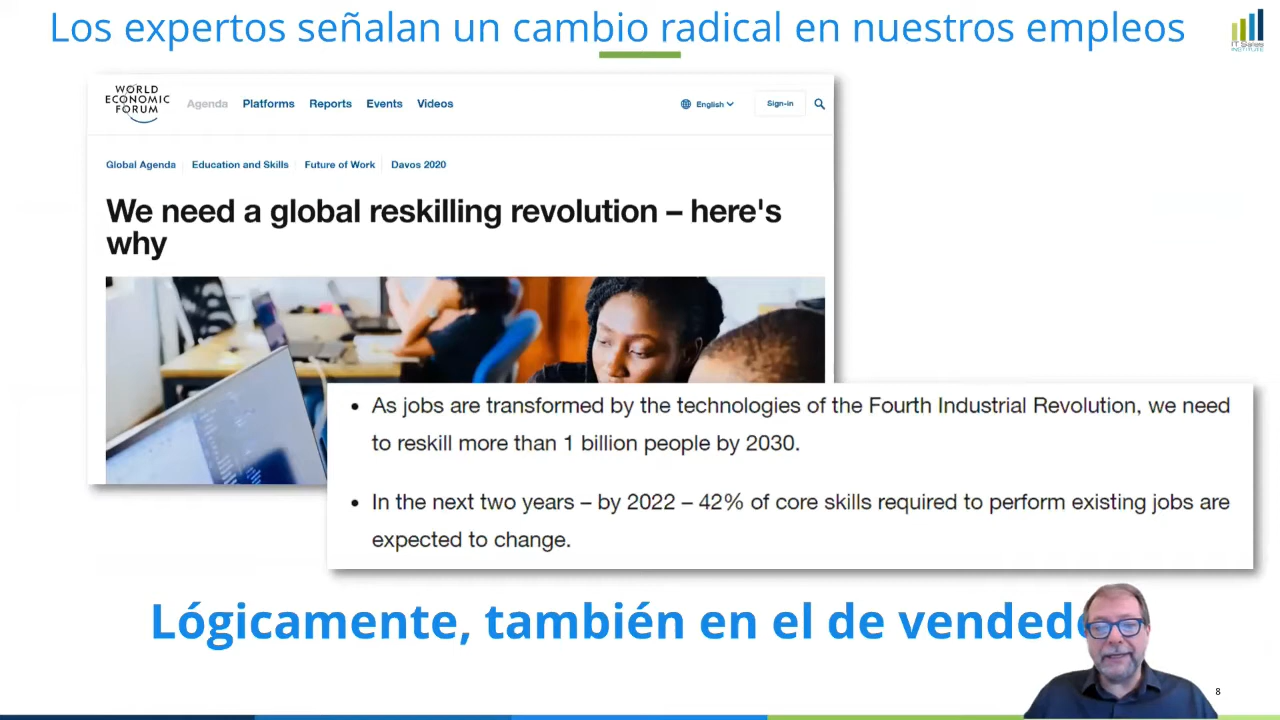 Los expertos señalan un cambio radical en nuestros empleos
IT Sales
INSTITUTE
WORLD
ECONOMIC
FORUM
Agenda Platforms Reports Events Videos
English
Sign-in
Global Agenda Education and Skills Future of Work Davos 2020
We need a global reskilling revolution – here's
why
• As jobs are transformed by the technologies of the Fourth Industrial Revolution, we need
to reskill more than 1 billion people by 2030.
• In the next two years – by 2022 – 42% of core skills required to perform existing jobs are
expected to change.
Lógicamente, también en el de
8